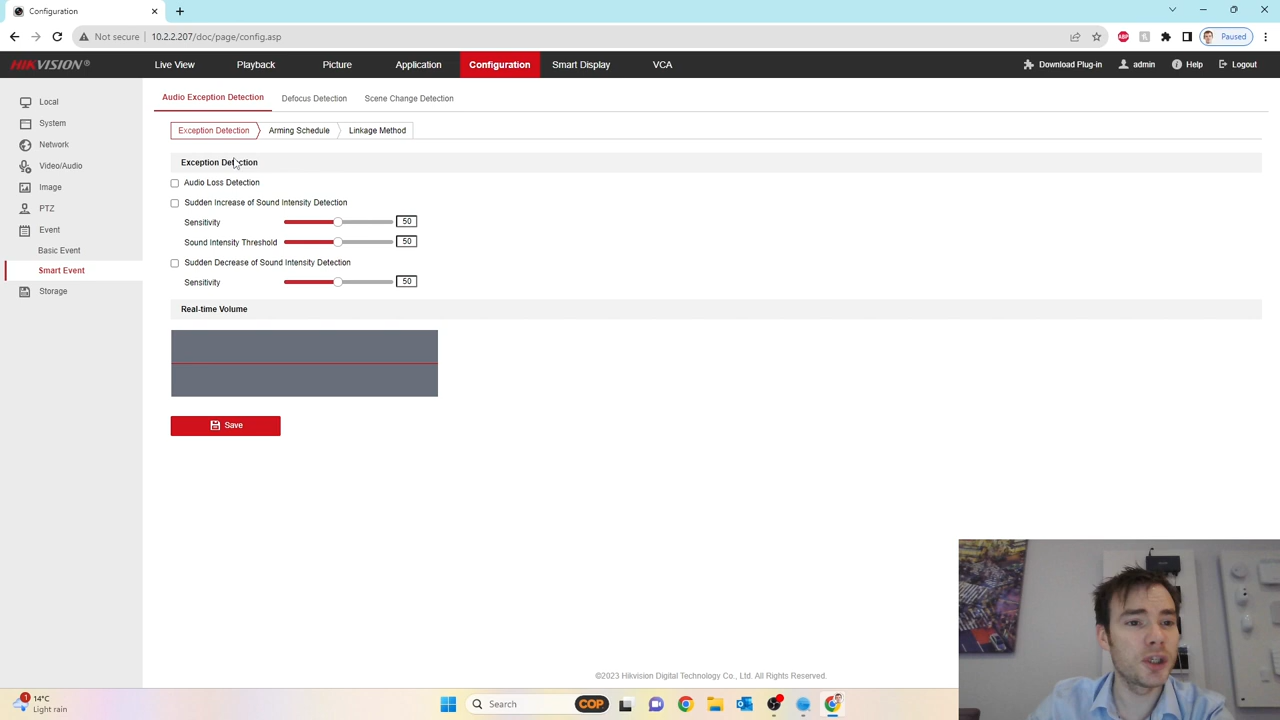 Configuration
Not secure 10.2.2.207/doc/page/config.asp
ABP
Paused
HIKVISION®
Live View Playback Picture Application Configuration Smart Display VCA
Download Plug-in admin Help Logout
Local
System
Network
Video/Audio
Image
PTZ
Event
Basic Event
Smart Event
Storage
Audio Exception Detection Defocus Detection Scene Change Detection
Exception Detection Arming Schedule Linkage Method
Exception Detection
Audio Loss Detection
Sudden Increase of Sound Intensity Detection
Sensitivity 50
Sound Intensity Threshold 50
Sudden Decrease of Sound Intensity Detection
Sensitivity 50
Real-time Volume
Save
©2023 Hikvision Digital Technology Co., Ltd. All Rights Reserved.
1
14°C
Light rain
Search
COP